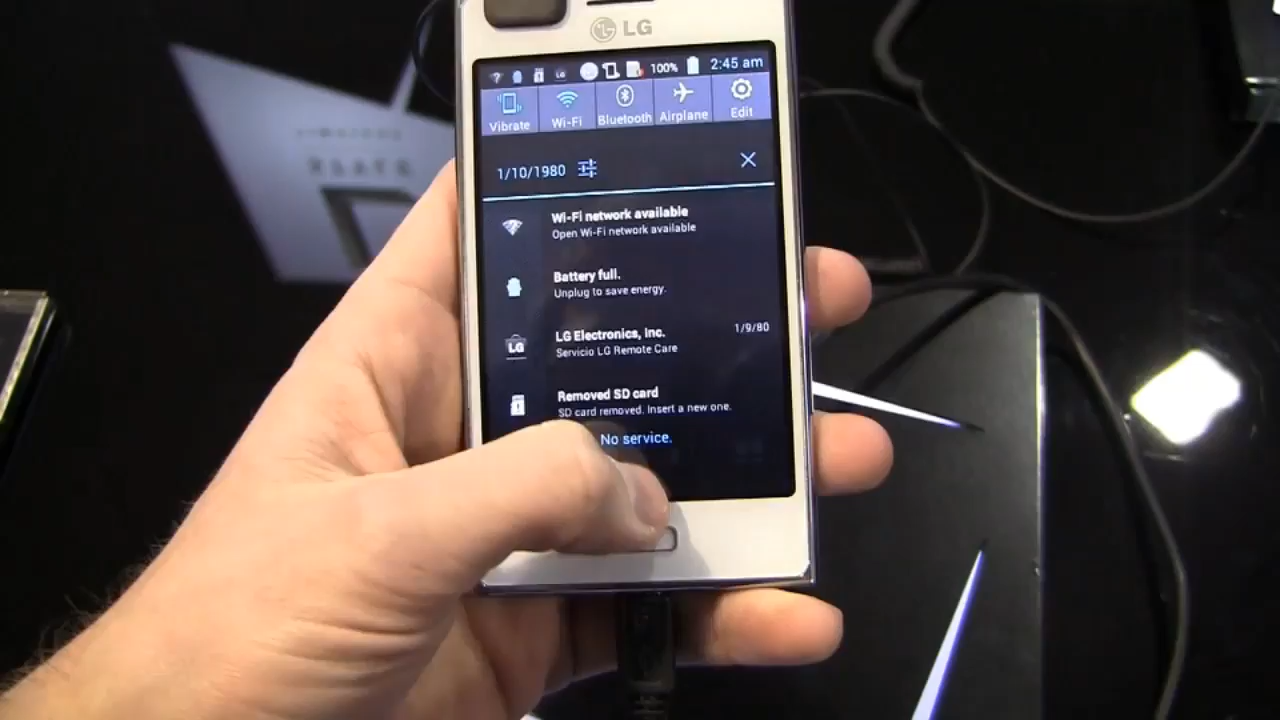 LG
100% 2:45 am
Vibrate Wi-Fi Bluetooth Airplane Edit
1/10/1980
Wi-Fi network available
Open Wi-Fi network available
Battery full.
Unplug to save energy.
LG Electronics, Inc. 1/9/80
Servicio LG Remote Care
LG
Removed SD card
SD card removed. Insert a new one.
No service.